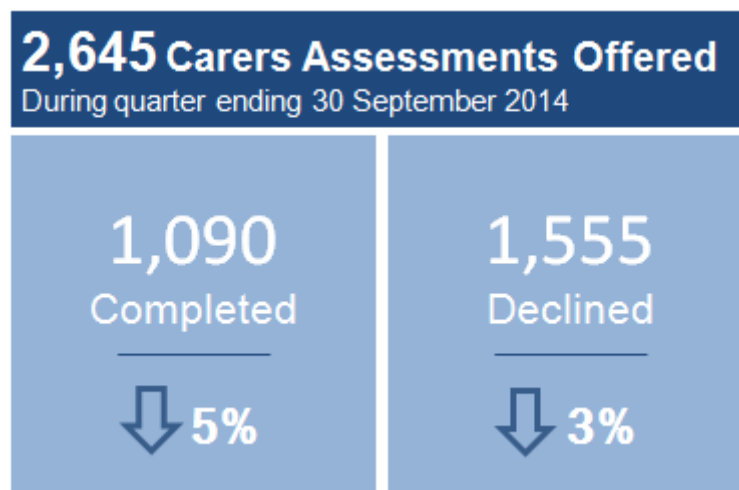 2,645 Carers Assessments Offered
During quarter ending 30 September 2014
1,090
Completed
5%
1,555
Declined
3%